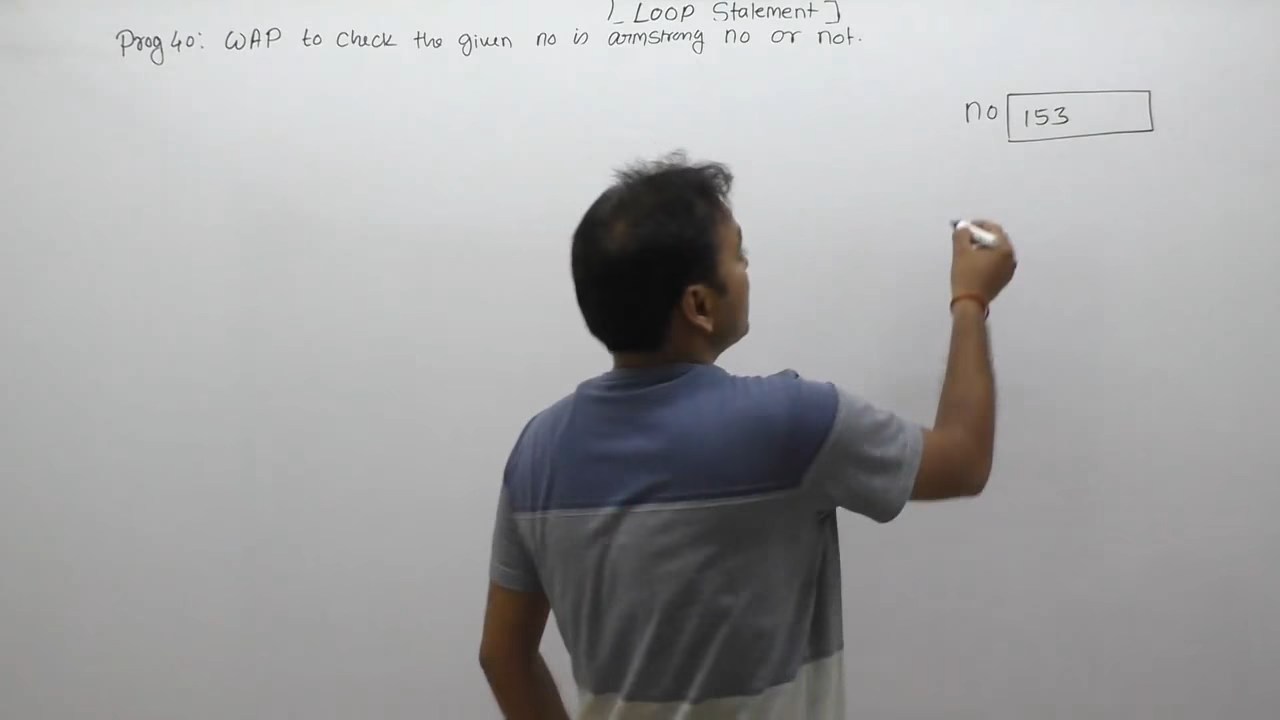 [ LOOP Statement ]
Prog 40: WAP to check the given no is armstrong no or not.
no 153